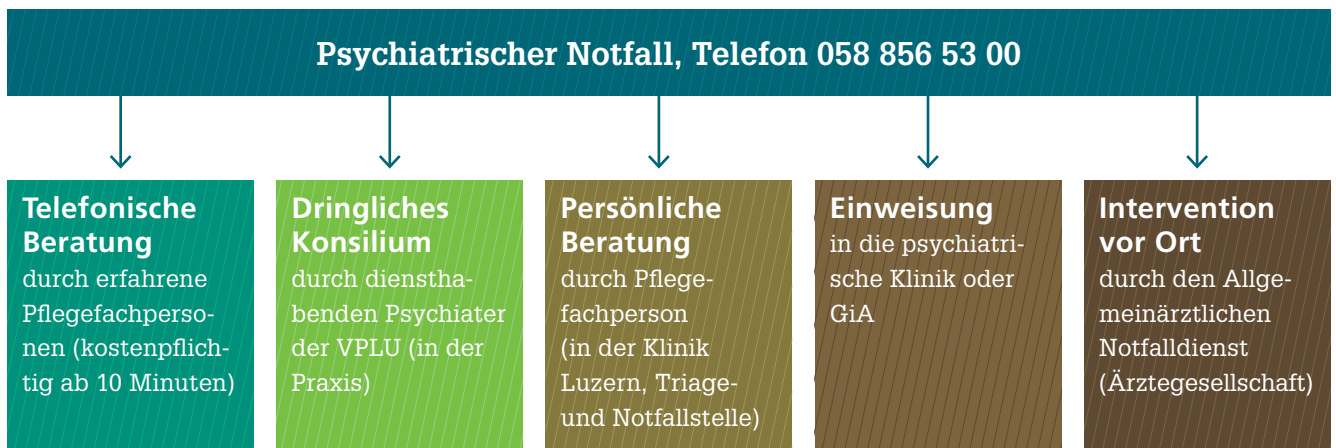 Psychiatrischer Notfall, Telefon 058 856 53 00
Telefonische
Beratung
durch erfahrene
Pflegefachperso-
nen (kostenpflich-
tig ab 10 Minuten)
Dringliches
Konsilium
durch dienstha-
benden Psychiater
der VPLU (in der
Praxis)
Persönliche
Beratung
durch Pflege-
fachperson
(in der Klinik
Luzern, Triage-
und Notfallstelle)
Einweisung
in die psychiatri-
sche Klinik oder
GiA
Intervention
vor Ort
durch den Allge-
meinärztlichen
Notfalldienst
(Ärztegesellschaft)